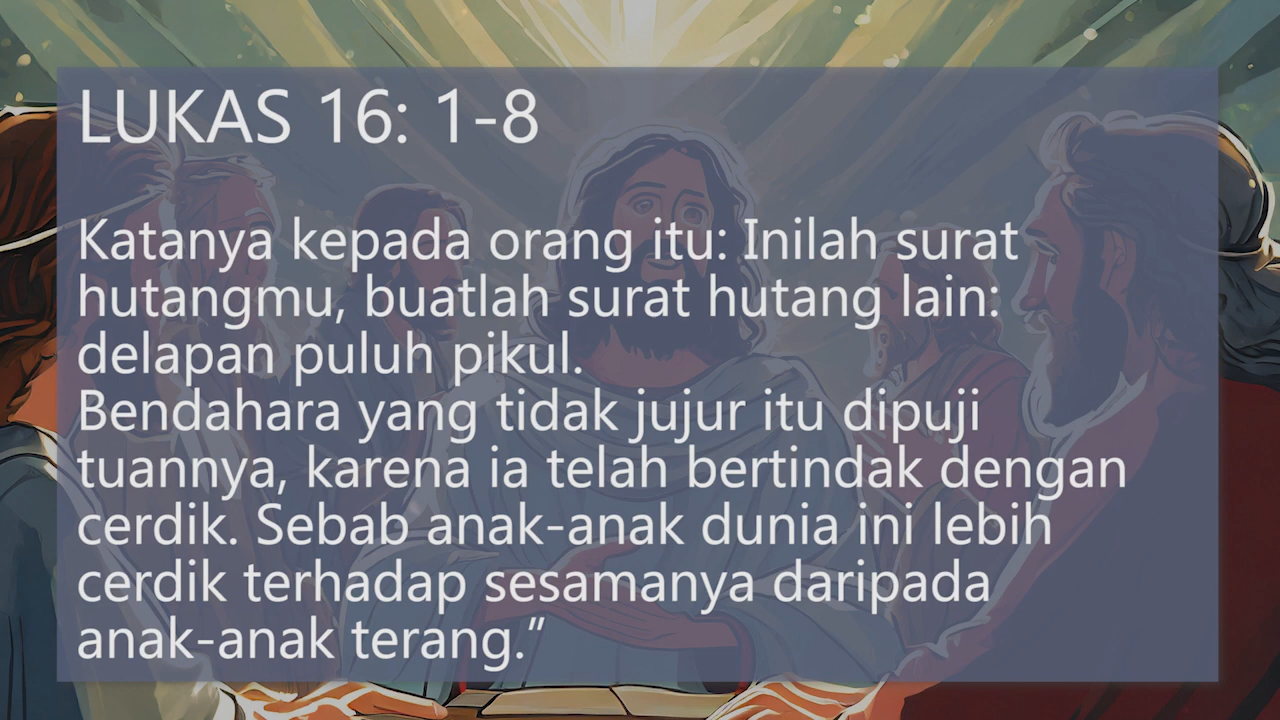 LUKAS 16: 1-8
Katanya kepada orang itu: Inilah surat
hutangmu, buatlah surat hutang lain:
delapan puluh pikul.
Bendahara yang tidak jujur itu dipuji
tuannya, karena ia telah bertindak dengan
cerdik. Sebab anak-anak dunia ini lebih
cerdik terhadap sesamanya daripada
anak-anak terang.”